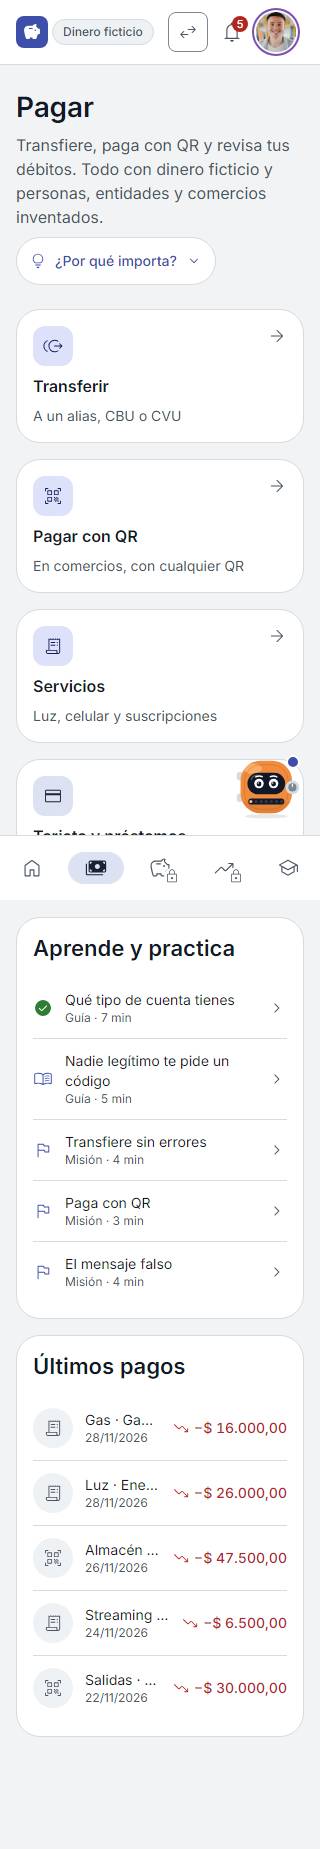 Dinero ficticio
5
Pagar
Transfiere, paga con QR y revisa tus
débitos. Todo con dinero ficticio y
personas, entidades y comercios
inventados.
¿Por qué importa?
Transferir
A un alias, CBU o CVU
Pagar con QR
En comercios, con cualquier QR
Servicios
Luz, celular y suscripciones
Tarjeta y préstamos
Aprende y practica
Qué tipo de cuenta tienes
Guía · 7 min
Nadie legítimo te pide un
código
Guía · 5 min
Transfiere sin errores
Misión · 4 min
Paga con QR
Misión · 3 min
El mensaje falso
Misión · 4 min
Últimos pagos
Gas · Ga... −$ 16.000,00
28/11/2026
Luz · Ene... −$ 26.000,00
28/11/2026
Almacén ... −$ 47.500,00
26/11/2026
Streaming ... −$ 6.500,00
24/11/2026
Salidas · ... −$ 30.000,00
22/11/2026